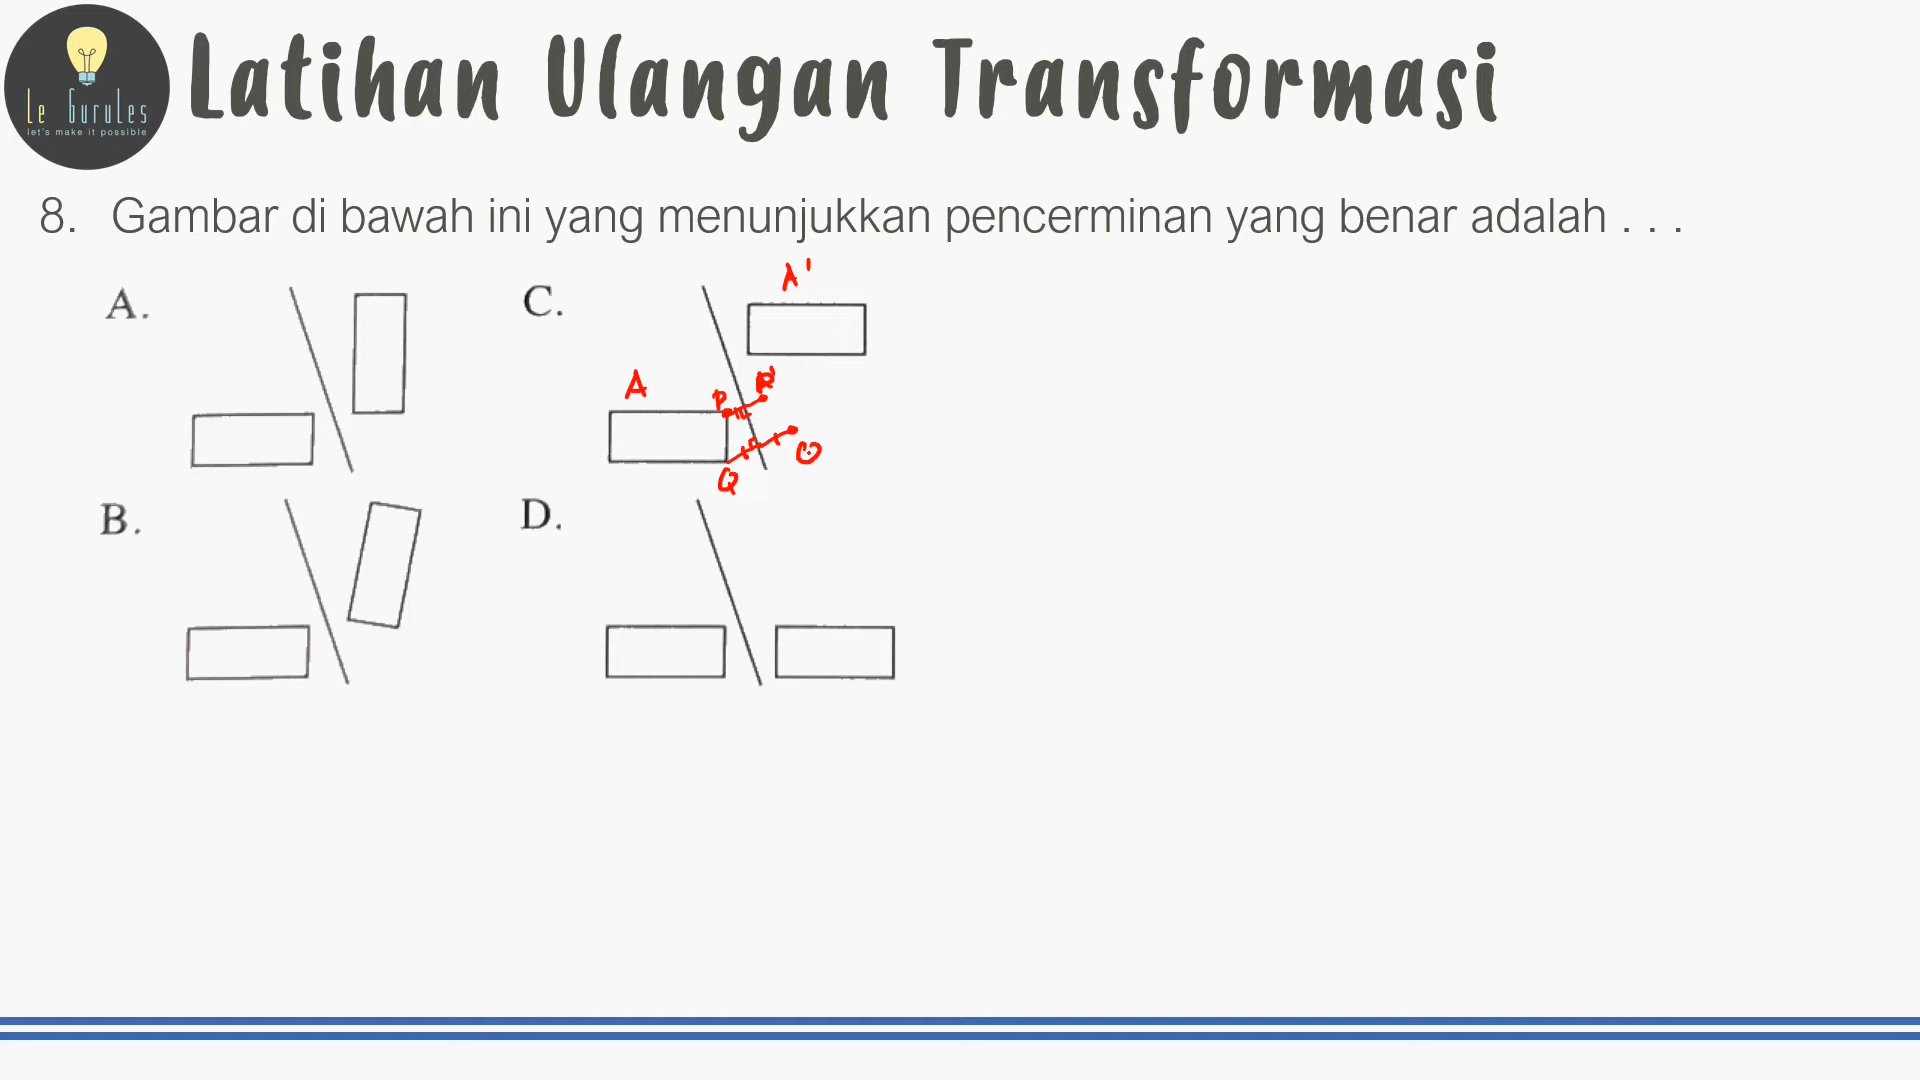 Le GuruLes
let's make it possible
Latihan Ulangan Transformasi
8. Gambar di bawah ini yang menunjukkan pencerminan yang benar adalah . . .
A.
C.
A'
A
P
P'
Q
B.
D.